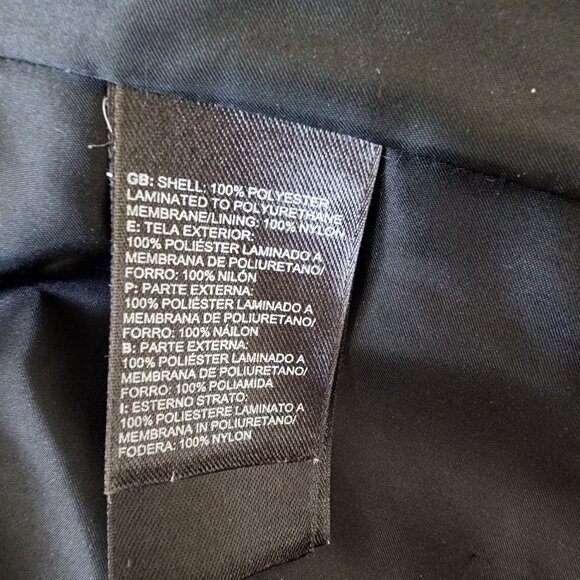 GB: SHELL: 100% POLYESTER
LAMINATED TO POLYURETHANE
MEMBRANE/LINING: 100% NYLON
E: TELA EXTERIOR:
100% POLIÉSTER LAMINADO A
MEMBRANA DE POLIURETANO/
FORRO: 100% NILÓN
P: PARTE EXTERNA:
100% POLIÉSTER LAMINADO A
MEMBRANA DE POLIURETANO/
FORRO: 100% NÁILON
B: PARTE EXTERNA:
100% POLIÉSTER LAMINADO A
MEMBRANA DE POLIURETANO/
FORRO: 100% POLIAMIDA
I: ESTERNO STRATO:
100% POLIESTERE LAMINATO A
MEMBRANA IN POLIURETANO/
FODERA: 100% NYLON